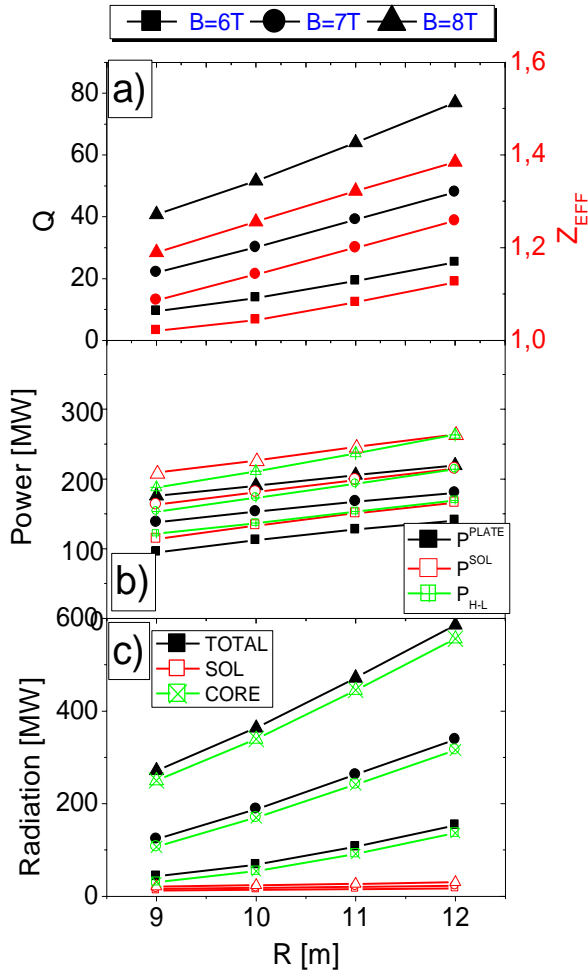 B=6T B=7T B=8T
a)
80
60
40
20
0
Q
1,6
1,4
1,2
1,0
Z_EFF
b)
300
200
100
0
Power [MW]
P^PLATE
P^SOL
P_H-L
c)
600
400
200
0
Radiation [MW]
TOTAL
SOL
CORE
9 10 11 12
R [m]